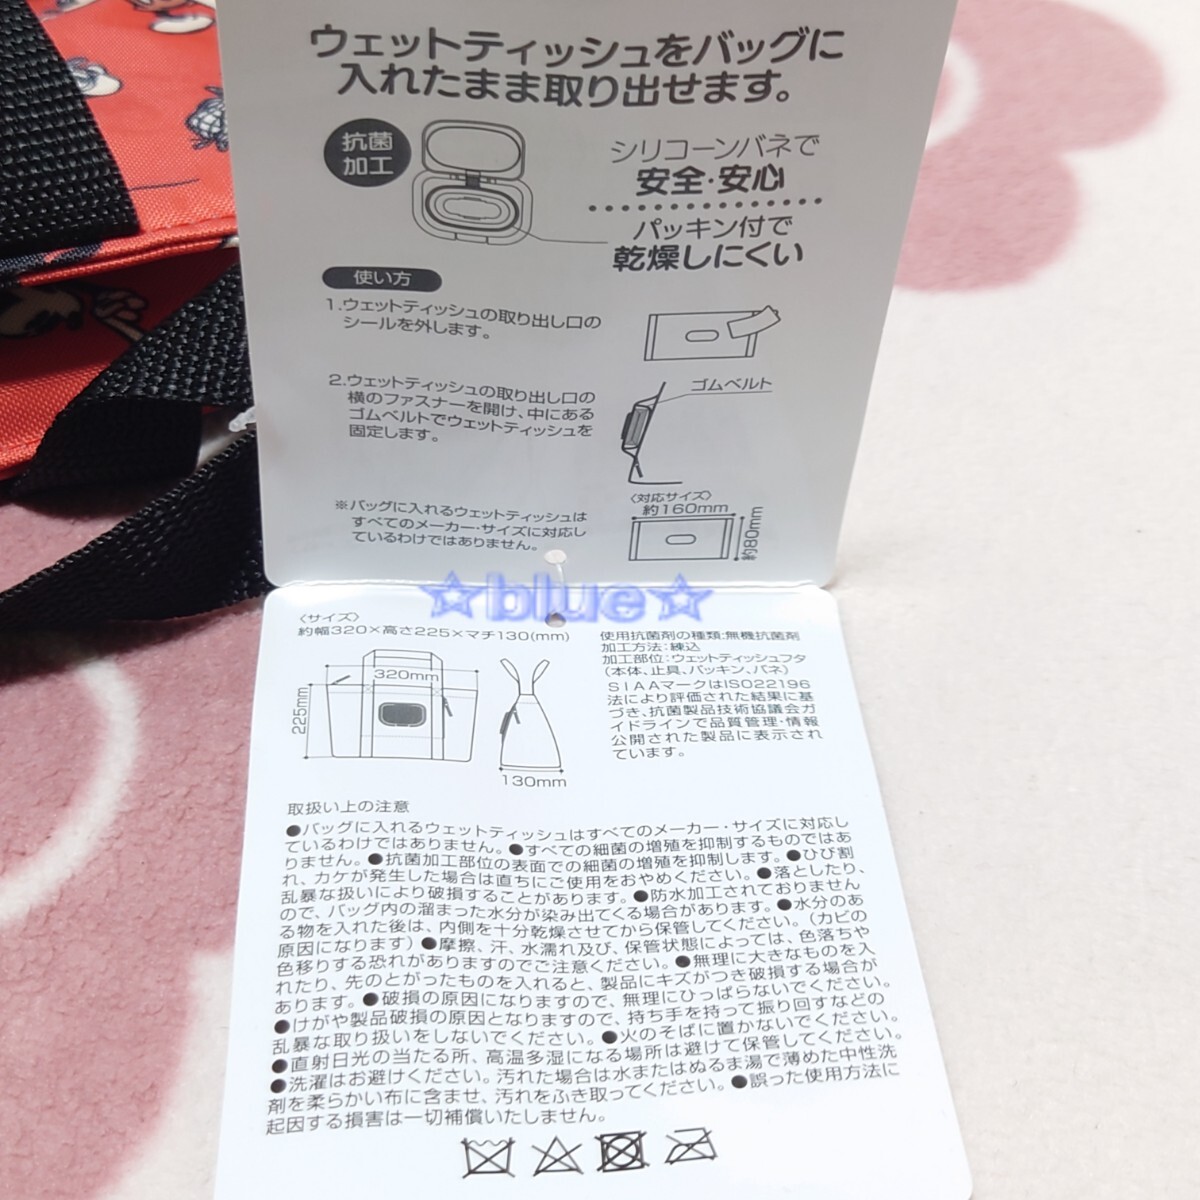 ウェットティッシュをバッグに
入れたまま取り出せます。
抗菌
加工
シリコーンバネで
安全・安心
パッキン付で
乾燥しにくい
使い方
1.ウェットティッシュの取り出し口の
シールを外します。
2.ウェットティッシュの取り出し口の
横のファスナーを開け、中にある
ゴムベルトでウェットティッシュを
固定します。
ゴムベルト
※バッグに入れるウェットティッシュは
すべてのメーカー・サイズに対応し
ているわけではありません。
〈対応サイズ〉
約160mm
約80mm
☆blue☆
〈サイズ〉
約幅320×高さ225×マチ130(mm)
320mm
225mm
130mm
使用抗菌剤の種類:無機抗菌剤
加工方法:練込
加工部位:ウェットティッシュフタ
(本体、止具、パッキン、バネ)
SIAAマークはISO22196
法により評価された結果に基
づき、抗菌製品技術協議会ガ
イドラインで品質管理・情報
公開された製品に表示され
ています。
取扱い上の注意
●バッグに入れるウェットティッシュはすべてのメーカー・サイズに対応し
ているわけではありません。●すべての細菌の増殖を抑制するものではあ
りません。●抗菌加工部位の表面での細菌の増殖を抑制します。●ひび割
れ、カケが発生した場合は直ちにご使用をおやめください。●落としたり、
乱暴な扱いにより破損することがあります。●防水加工されておりません
ので、バッグ内の溜まった水分が染み出てくる場合があります。●水分のあ
る物を入れた後は、内側を十分乾燥させてから保管してください。(カビの
原因になります)●摩擦、汗、水濡れ及び、保管状態によっては、色落ちや
色移りする恐れがありますのでご注意ください。●無理に大きなものを入
れたり、先のとがったものを入れると、製品にキズがつき破損する場合が
あります。●破損の原因になりますので、無理にひっぱらないでください。
●けがや製品破損の原因となりますので、持ち手を持って振り回すなどの
乱暴な取り扱いをしないでください。●火のそばに置かないでください。
●直射日光の当たる所、高温多湿になる場所は避けて保管してください。
●洗濯はお避けください。汚れた場合は水またはぬるま湯で薄めた中性洗
剤を柔らかい布に含ませ、汚れをふき取ってください。●誤った使用方法に
起因する損害は一切補償いたしません。